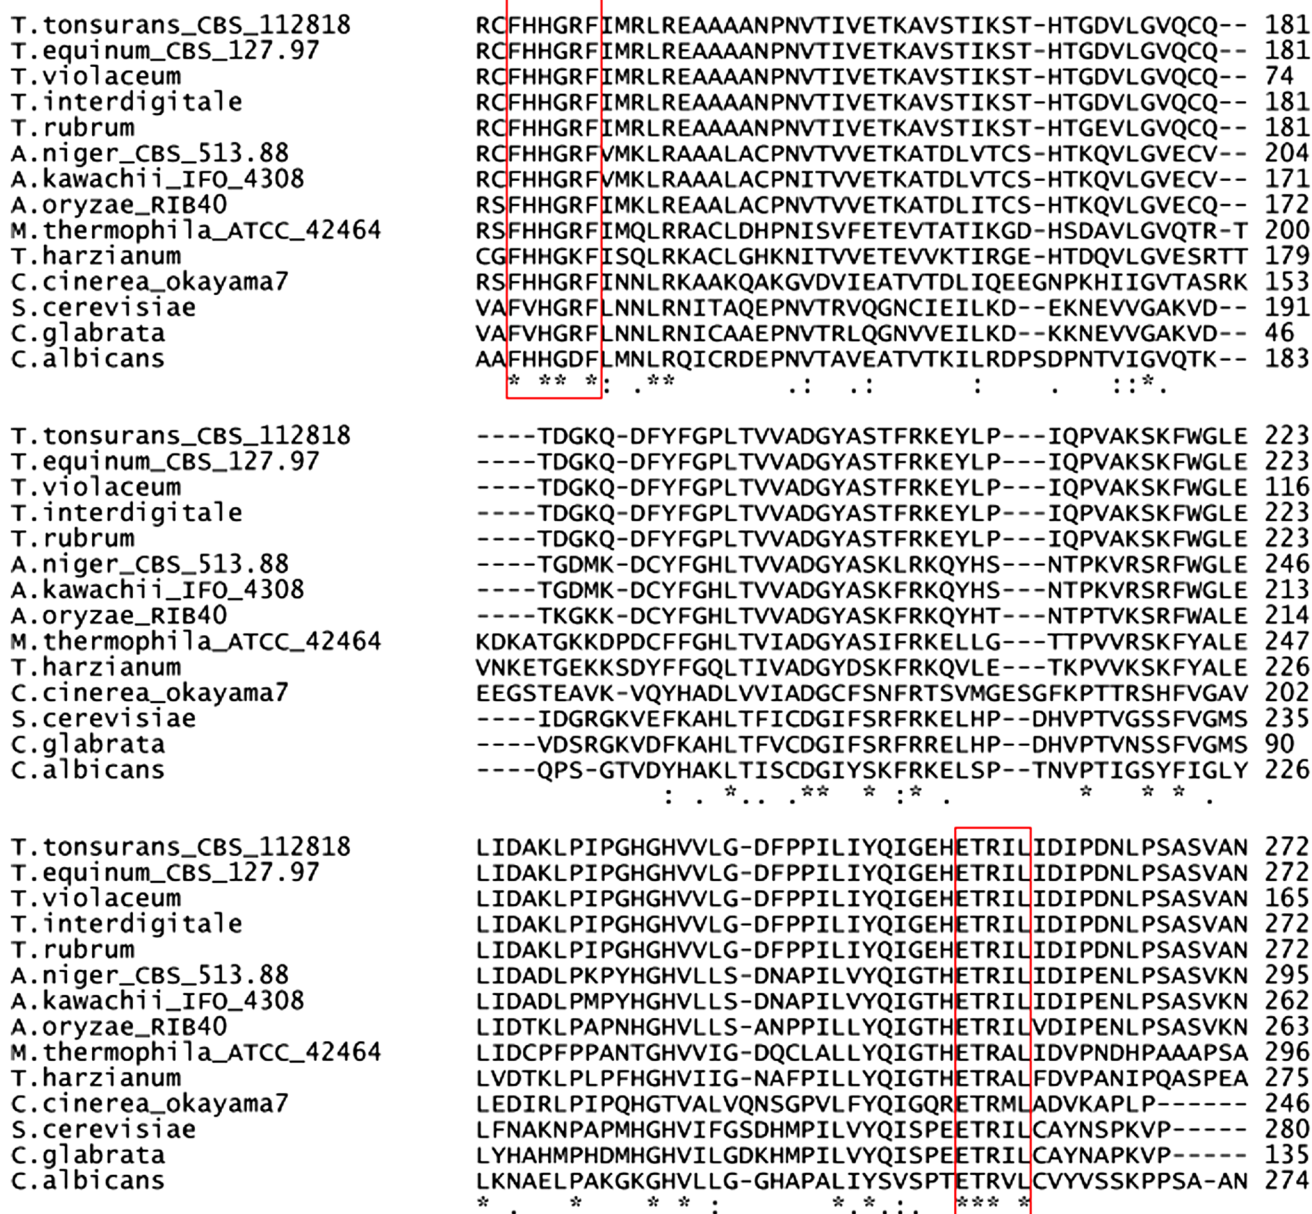 T.tonsurans_CBS_112818 RCFHHGRFIMRLREAAAANPNVTIVETKAVSTIKST-HTGDVLGVQCQ-- 181
T.equinum_CBS_127.97 RCFHHGRFIMRLREAAAANPNVTIVETKAVSTIKST-HTGDVLGVQCQ-- 181
T.violaceum RCFHHGRFIMRLREAAAANPNVTIVETKAVSTIKST-HTGDVLGVQCQ-- 74
T.interdigitale RCFHHGRFIMRLREAAAANPNVTIVETKAVSTIKST-HTGDVLGVQCQ-- 181
T.rubrum RCFHHGRFIMRLREAAAANPNVTIVETKAVSTIKST-HTGEVLGVQCQ-- 181
A.niger_CBS_513.88 RCFHHGRFVMKLRAAALACPNVTVVETKATDLVTCS-HTKQVLGVECV-- 204
A.kawachii_IFO_4308 RCFHHGRFVMKLRAAALACPNITVVETKATDLVTCS-HTKQVLGVECV-- 171
A.oryzae_RIB40 RSFHHGRFIMKLREAALACPNVTVVETKATDLITCS-HTKQVLGVECQ-- 172
M.thermophila_ATCC_42464 RSFHHGRFIMQLRRACLDHPNISVFETEVTATIKGD-HSDAVLGVQTR-T 200
T.harzianum CGFHHGKFISQLRKACLGHKNITVVETEVVKTIRGE-HTDQVLGVESRTT 179
C.cinerea_okayama7 RSFHHGRFINNLRKAAKQAKGVDVIEATVTDLIQEEGNPKHIIGVTASRK 153
S.cerevisiae VAFVHGRFLNNLRNITAQEPNVTRVQGNCIEILKD--EKNEVVGAKVD-- 191
C.glabrata VAFVHGRFLNNLRNICAAEPNVTRLQGNVVEILKD--KKNEVVGAKVD-- 46
C.albicans AAFHHGDFLMNLRQICRDEPNVTAVEATVTKILRDPSDPNTVIGVQTK-- 183
* ** *: .** .: .: : . ::*.
T.tonsurans_CBS_112818 ----TDGKQ-DFYFGPLTVVADGYASTFRKEYLP---IQPVAKSKFWGLE 223
T.equinum_CBS_127.97 ----TDGKQ-DFYFGPLTVVADGYASTFRKEYLP---IQPVAKSKFWGLE 223
T.violaceum ----TDGKQ-DFYFGPLTVVADGYASTFRKEYLP---IQPVAKSKFWGLE 116
T.interdigitale ----TDGKQ-DFYFGPLTVVADGYASTFRKEYLP---IQPVAKSKFWGLE 223
T.rubrum ----TDGKQ-DFYFGPLTVVADGYASTFRKEYLP---IQPVAKSKFWGLE 223
A.niger_CBS_513.88 ----TGDMK-DCYFGKLTVVADGYASKLRKQYHS---NTPKVRSRFWGLE 246
A.kawachii_IFO_4308 ----TGDMK-DCYFGHLTVVADGYASKFRKQYHS---NTPKVRSRFWGLE 213
A.oryzae_RIB40 ----TKGKK-DCYFGHLTVVADGYASKFRKQYHT---NTPTVKSRFWALE 214
M.thermophila_ATCC_42464 KDKATGKKDPDCFFGHLTVIADGYASIFRKELLG---TTPVVRSKFYALE 247
T.harzianum VNKETGEKKSDYFFGQLTIVADGYDSKFRKQVLE---TKPVVKSKFYALE 226
C.cinerea_okayama7 EEGSTEAVK-VQYHADLVVIADGCFSNFRTSVMGESGFKPTTRSHFVGAV 202
S.cerevisiae ----IDGRGKVEFKAHLTFICDGIFSRFRKELHP--DHVPTVGSSFVGMS 235
C.glabrata ----VDSRGKVDFKAHLTFVCDGIFSRFRRELHP--DHVPTVNSSFVGMS 90
C.albicans ----QPS-GTVDYHAKLTISCDGIYSKFRKELSP--TNVPTIGSYFIGLY 226
: . *.. .** * :* . * * * .
T.tonsurans_CBS_112818 LIDAKLPIPGHGHVVLG-DFPPILIYQIGEHETRILIDIPDNLPSASVAN 272
T.equinum_CBS_127.97 LIDAKLPIPGHGHVVLG-DFPPILIYQIGEHETRILIDIPDNLPSASVAN 272
T.violaceum LIDAKLPIPGHGHVVLG-DFPPILIYQIGEHETRILIDIPDNLPSASVAN 165
T.interdigitale LIDAKLPIPGHGHVVLG-DFPPILIYQIGEHETRILIDIPDNLPSASVAN 272
T.rubrum LIDAKLPIPGHGHVVLG-DFPPILIYQIGEHETRILIDIPDNLPSASVAN 272
A.niger_CBS_513.88 LIDADLPKPYHGHVLLS-DNAPILVYQIGTHETRILIDIPENLPSASVKN 295
A.kawachii_IFO_4308 LIDADLPMPYHGHVLLS-DNAPILVYQIGTHETRILIDIPENLPSASVKN 262
A.oryzae_RIB40 LIDTKLPAPNHGHVLLS-ANPPILLYQIGTHETRILVDIPENLPSASVKN 263
M.thermophila_ATCC_42464 LIDCPFPPANTGHVVIG-DQCLALLYQIGTHETRALIDVPNDHPAAAPSA 296
T.harzianum LVDTKLPLPFHGHVIIG-NAFPILLYQIGTHETRALFDVPANIPQASPEA 275
C.cinerea_okayama7 LEDIRLPIPQHGTVALVQNSGPVLFYQIGQRETRMLADVKAPLP------ 246
S.cerevisiae LFNAKNPAPMHGHVIFGSDHMPILVYQISPEETRILCAYNSPKVP----- 280
C.glabrata LYHAHMPHDMHGHVILGDKHMPILVYQISPEETRILCAYNAPKVP----- 135
C.albicans LKNAELPAKGKGHVLLG-GHAPALIYSVSPTETRVLCVYVSSKPPSA-AN 274
* . * * * : *.*.:. *** *